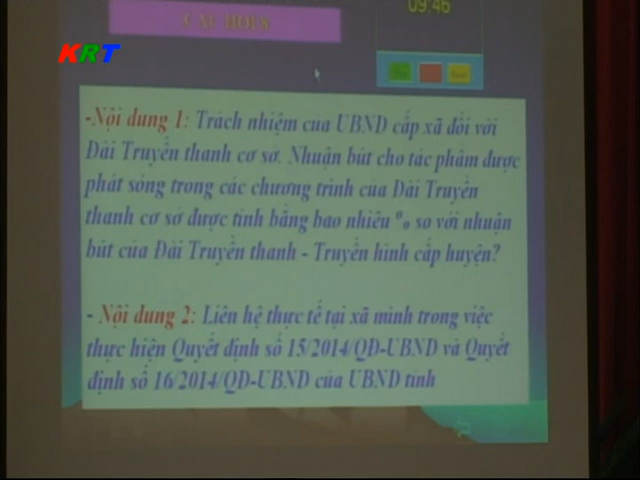 CÂU HỎI 8
09:46
KRT
-Nội dung 1: Trách nhiệm của UBND cấp xã đối với
Đài Truyền thanh cơ sở. Nhuận bút cho tác phẩm được
phát sóng trong các chương trình của Đài Truyền
thanh cơ sở được tính bằng bao nhiêu % so với nhuận
bút của Đài Truyền thanh - Truyền hình cấp huyện?
- Nội dung 2: Liên hệ thực tế tại xã mình trong việc
thực hiện Quyết định số 15/2014/QĐ-UBND và Quyết
định số 16/2014/QĐ-UBND của UBND tỉnh